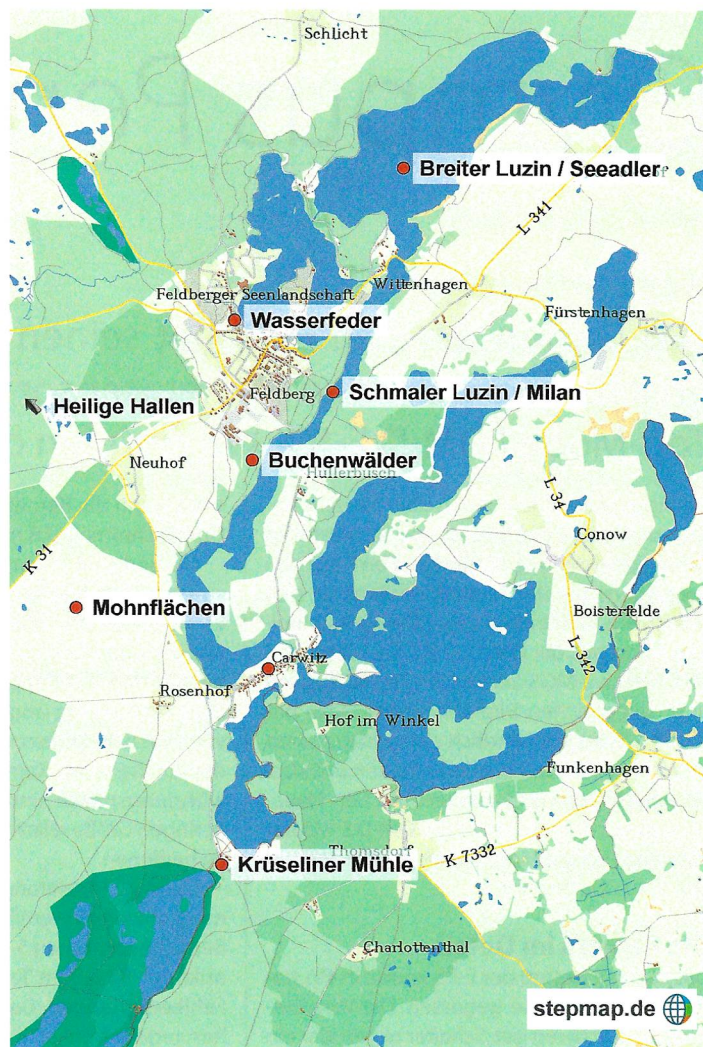 Schlicht
Breiter Luzin / Seeadler
L 341
Wittenhagen
Feldberger Seenlandschaft
Fürstenhagen
Wasserfeder
Schmaler Luzin / Milan
Feldberg
Heilige Hallen
Buchenwälder
Neuhof
Hullerbusch
L 34
K 31
Conow
Mohnflächen
Boisterfelde
L 342
Carwitz
Rosenhof
Hof im Winkel
Funkenhagen
Thomsdorf
K 7332
Krüseliner Mühle
Charlottenthal
stepmap.de